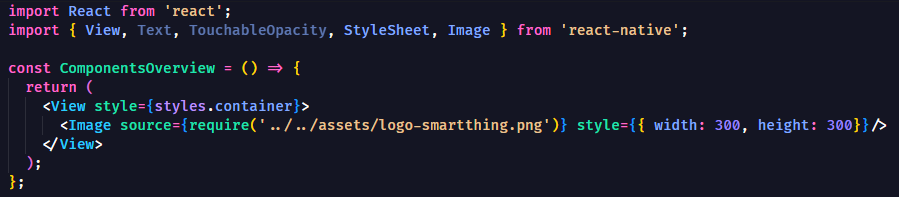 import React from 'react';
import { View, Text, TouchableOpacity, StyleSheet, Image } from 'react-native';

const ComponentsOverview = () => {
  return (
    <View style={styles.container}>
      <Image source={require('../../assets/logo-smartthing.png')} style={{ width: 300, height: 300}}/>
    </View>
  );
};